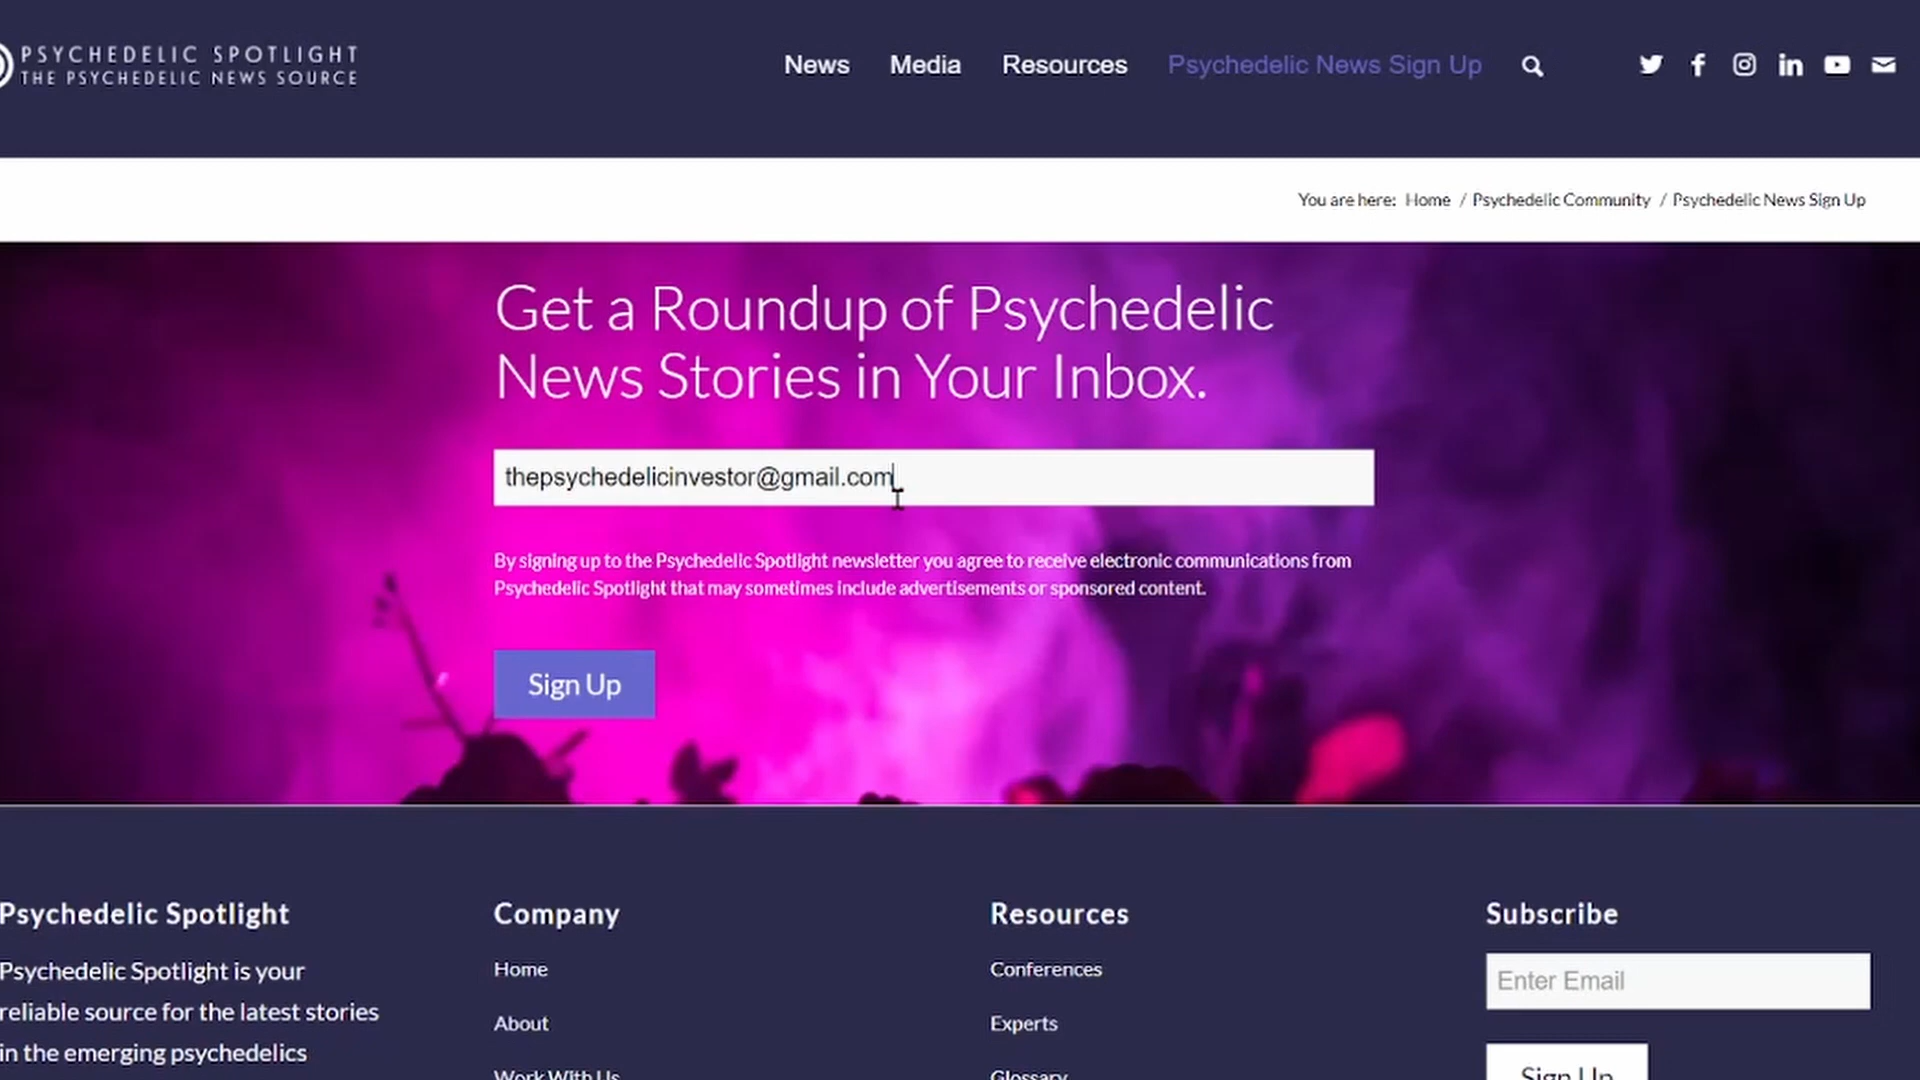 PSYCHEDELIC SPOTLIGHT
THE PSYCHEDELIC NEWS SOURCE
News
Media
Resources
Psychedelic News Sign Up
You are here: Home / Psychedelic Community / Psychedelic News Sign Up
Get a Roundup of Psychedelic
News Stories in Your Inbox.
thepsychedelicinvestor@gmail.com
By signing up to the Psychedelic Spotlight newsletter you agree to receive electronic communications from
Psychedelic Spotlight that may sometimes include advertisements or sponsored content.
Sign Up
Psychedelic Spotlight
Psychedelic Spotlight is your
reliable source for the latest stories
in the emerging psychedelics
Company
Home
About
Work With Us
Resources
Conferences
Experts
Glossary
Subscribe
Enter Email
Sign Up